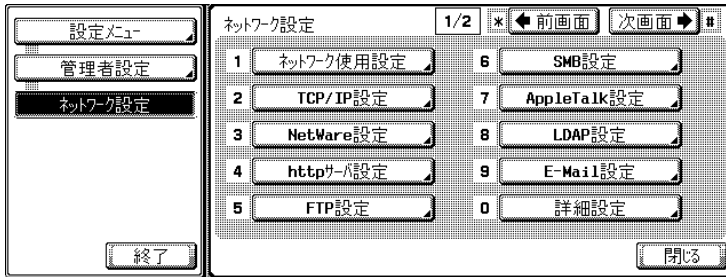 設定メニュー
管理者設定
ネットワーク設定
終了
ネットワーク設定 1/2 * 🡄 前画面 次画面 🡆 #
1 ネットワーク使用設定
2 TCP/IP設定
3 NetWare設定
4 httpサーバ設定
5 FTP設定
6 SMB設定
7 AppleTalk設定
8 LDAP設定
9 E-Mail設定
0 詳細設定
閉じる